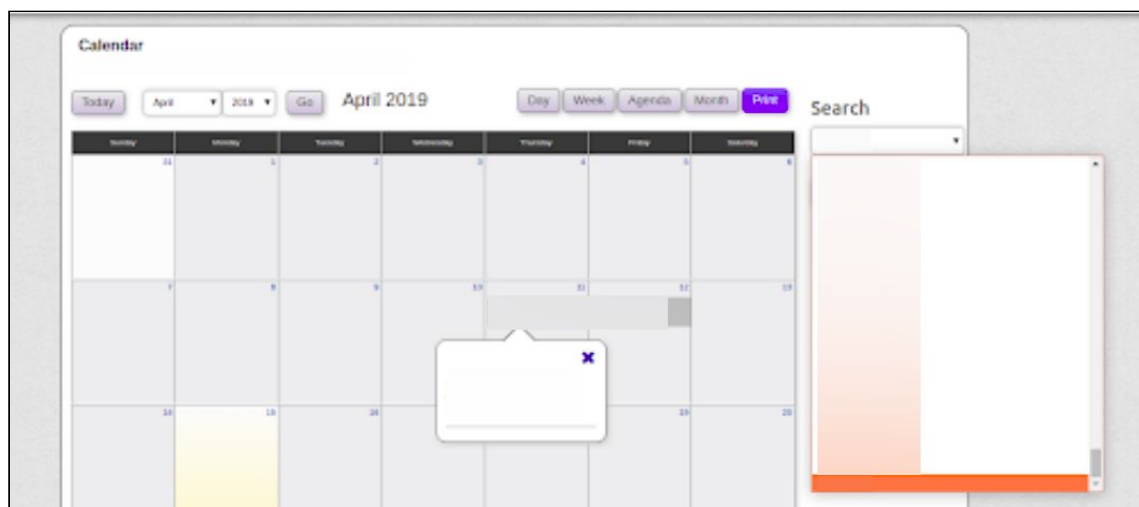 Calendar
Today April 2019 Go April 2019 Day Week Agenda Month Print
Search
Sunday Monday Tuesday Wednesday Thursday Friday Saturday
31 1 2 3 4 5 6
7 8 9 10 11 12 13
14 15 16 19 20